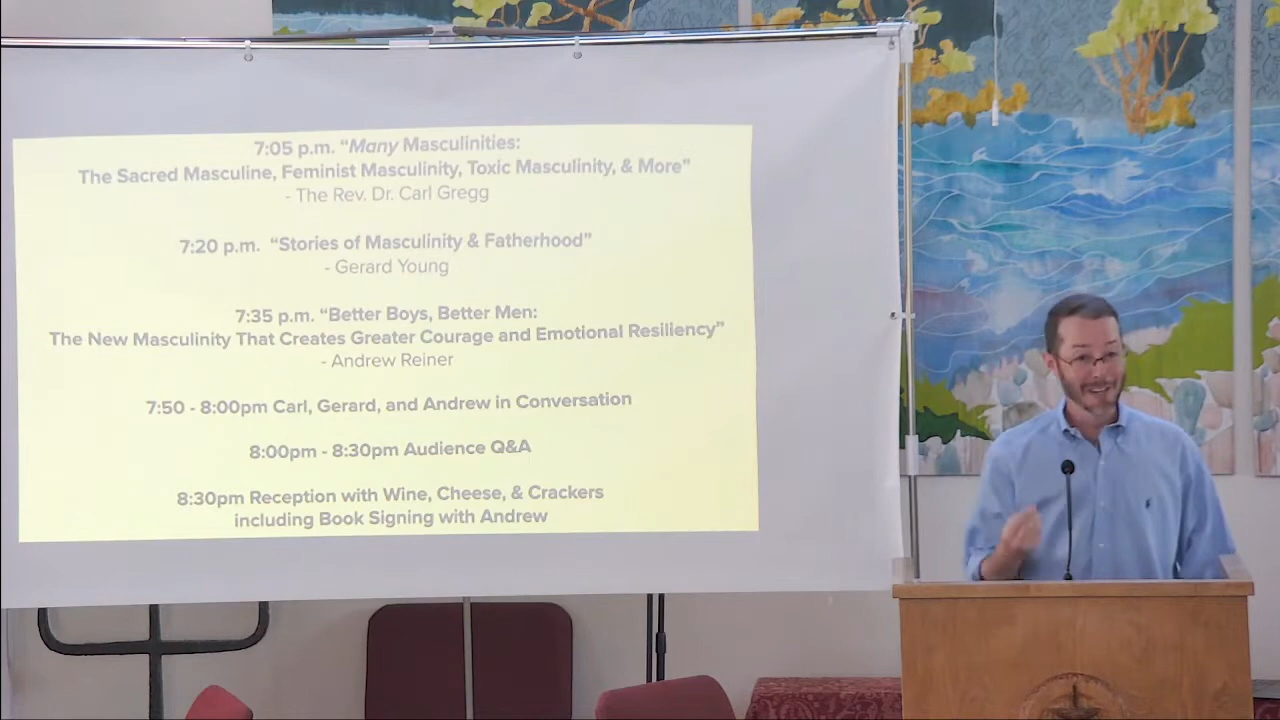 7:05 p.m. “Many Masculinities:
The Sacred Masculine, Feminist Masculinity, Toxic Masculinity, & More”
- The Rev. Dr. Carl Gregg
7:20 p.m. “Stories of Masculinity & Fatherhood”
- Gerard Young
7:35 p.m. “Better Boys, Better Men:
The New Masculinity That Creates Greater Courage and Emotional Resiliency”
- Andrew Reiner
7:50 - 8:00pm Carl, Gerard, and Andrew in Conversation
8:00pm - 8:30pm Audience Q&A
8:30pm Reception with Wine, Cheese, & Crackers
including Book Signing with Andrew